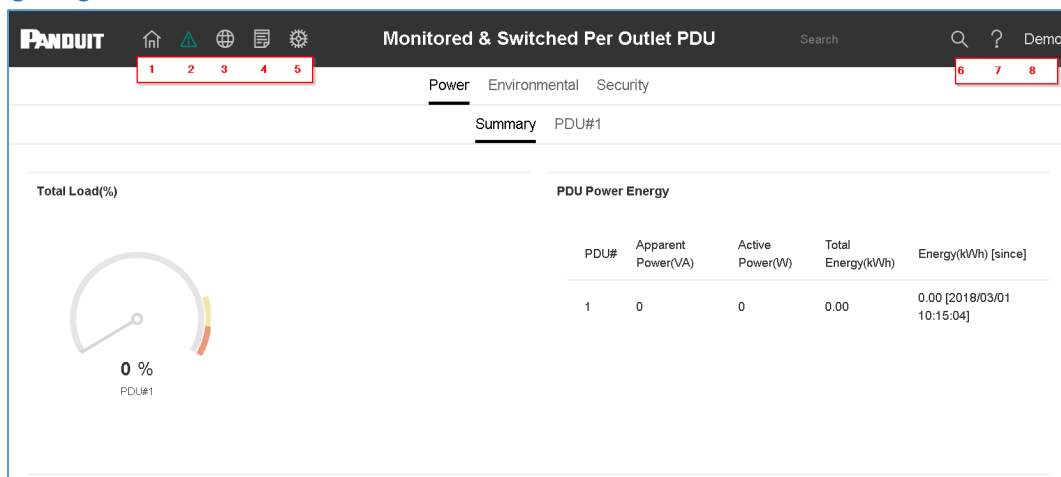 PANDUIT Monitored & Switched Per Outlet PDU Search ? Demo
1 2 3 4 5 6 7 8
Power Environmental Security
Summary PDU#1
Total Load(%)
0 %
PDU#1
PDU Power Energy
PDU# Apparent Power(VA) Active Power(W) Total Energy(kWh) Energy(kWh) [since]
1 0 0 0.00 0.00 [2018/03/01 10:15:04]